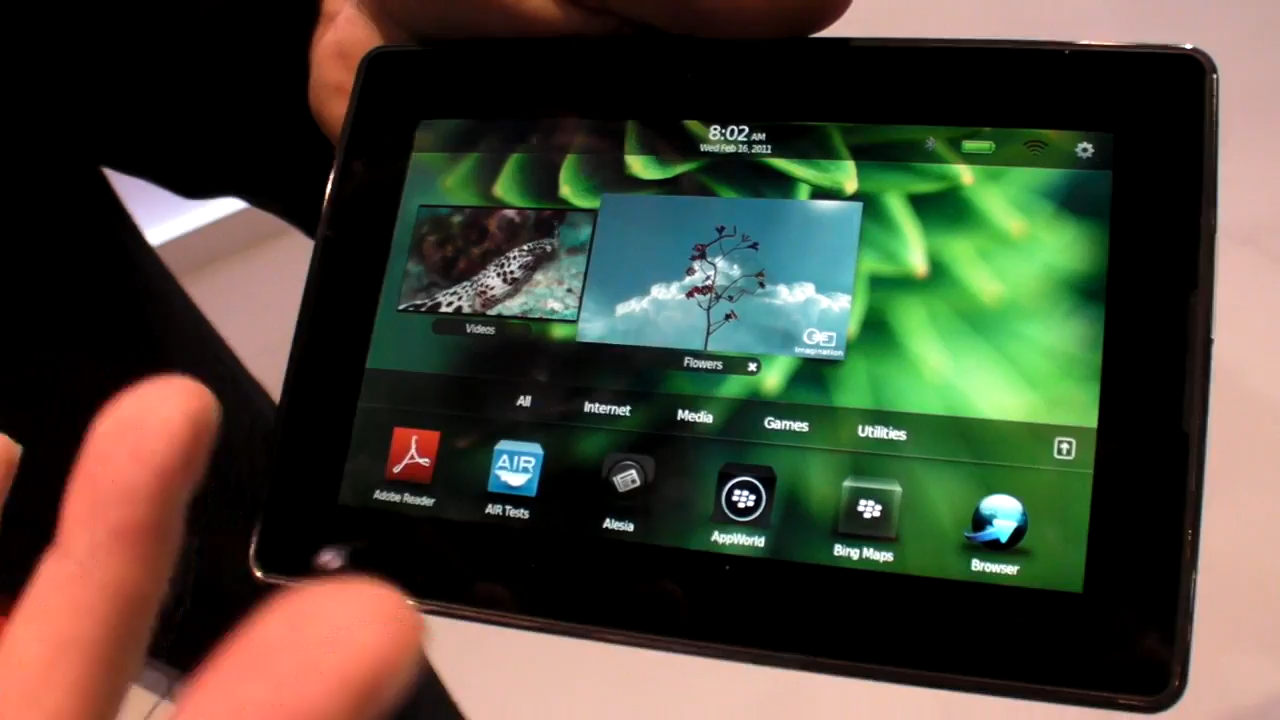 8:02 AM
Wed Feb 16, 2011
Imagination
Videos
Flowers
All
Internet
Media
Games
Utilities
Adobe Reader
AIR
AIR Tests
Alesia
AppWorld
Bing Maps
Browser